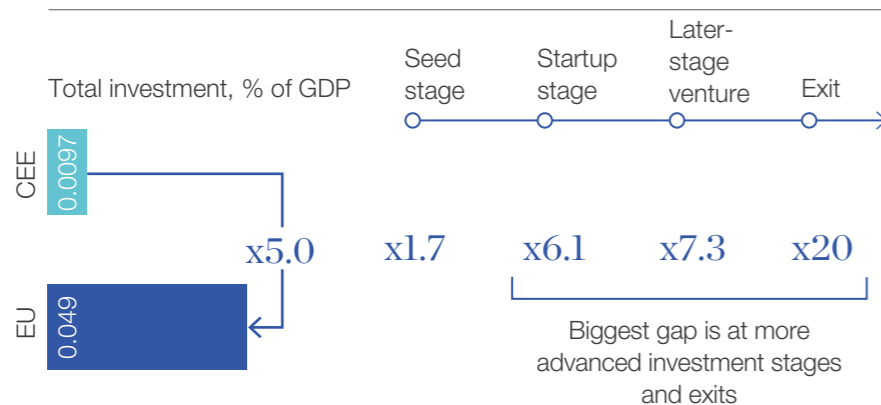 Total investment, % of GDP
Seed
stage
Startup
stage
Later-
stage
venture
Exit
CEE
0.0097
x5.0
x1.7
x6.1
x7.3
x20
EU
0.049
Biggest gap is at more
advanced investment stages
and exits